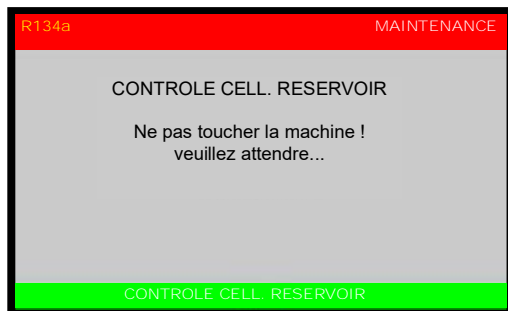 R134a MAINTENANCE
CONTROLE CELL. RESERVOIR
Ne pas toucher la machine !
veuillez attendre...
CONTROLE CELL. RESERVOIR